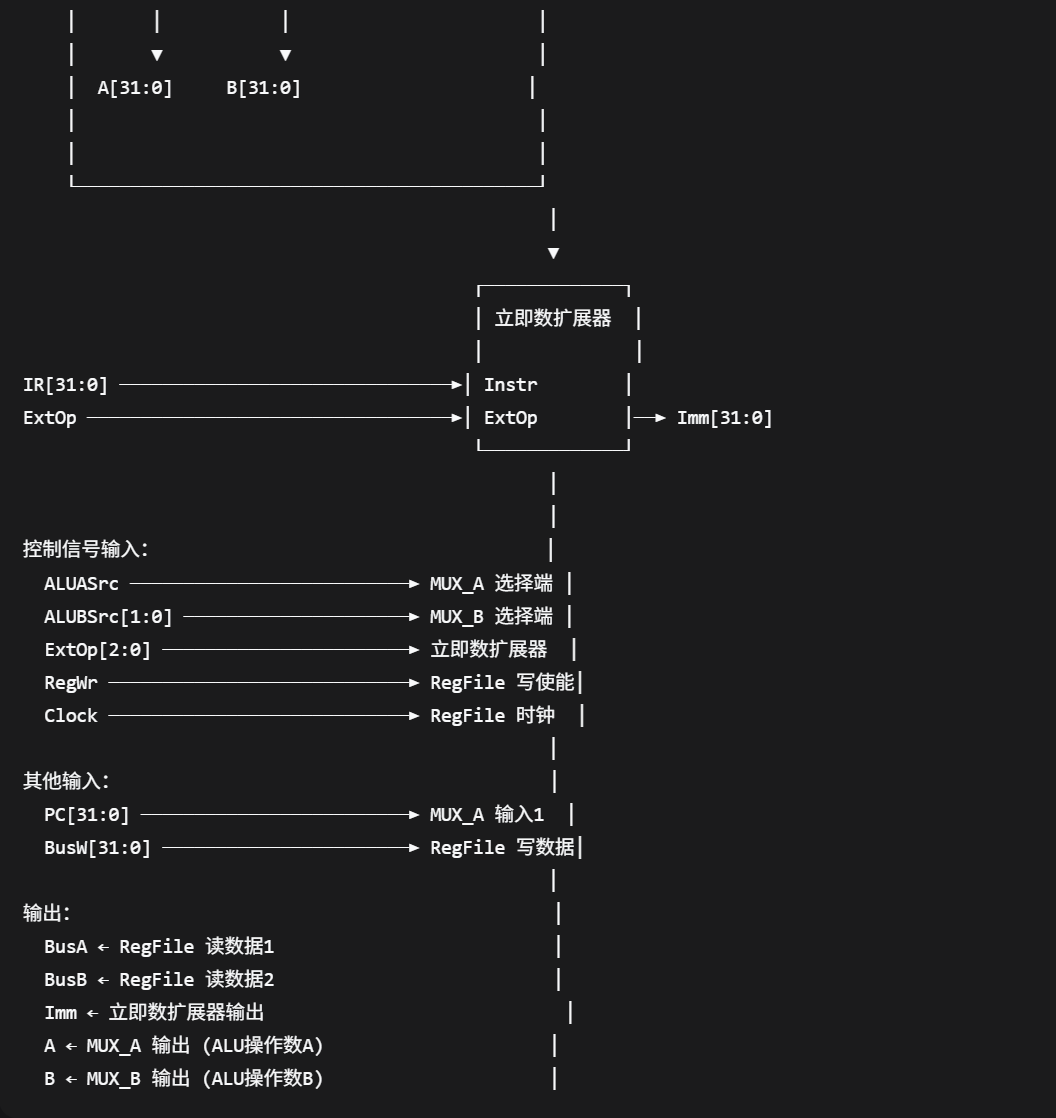 A[31:0] B[31:0]
立即数扩展器
IR[31:0] Instr
ExtOp ExtOp Imm[31:0]
控制信号输入:
ALUASrc MUX_A 选择端
ALUBSrc[1:0] MUX_B 选择端
ExtOp[2:0] 立即数扩展器
RegWr RegFile 写使能
Clock RegFile 时钟
其他输入:
PC[31:0] MUX_A 输入1
BusW[31:0] RegFile 写数据
输出:
BusA ← RegFile 读数据1
BusB ← RegFile 读数据2
Imm ← 立即数扩展器输出
A ← MUX_A 输出 (ALU操作数A)
B ← MUX_B 输出 (ALU操作数B)